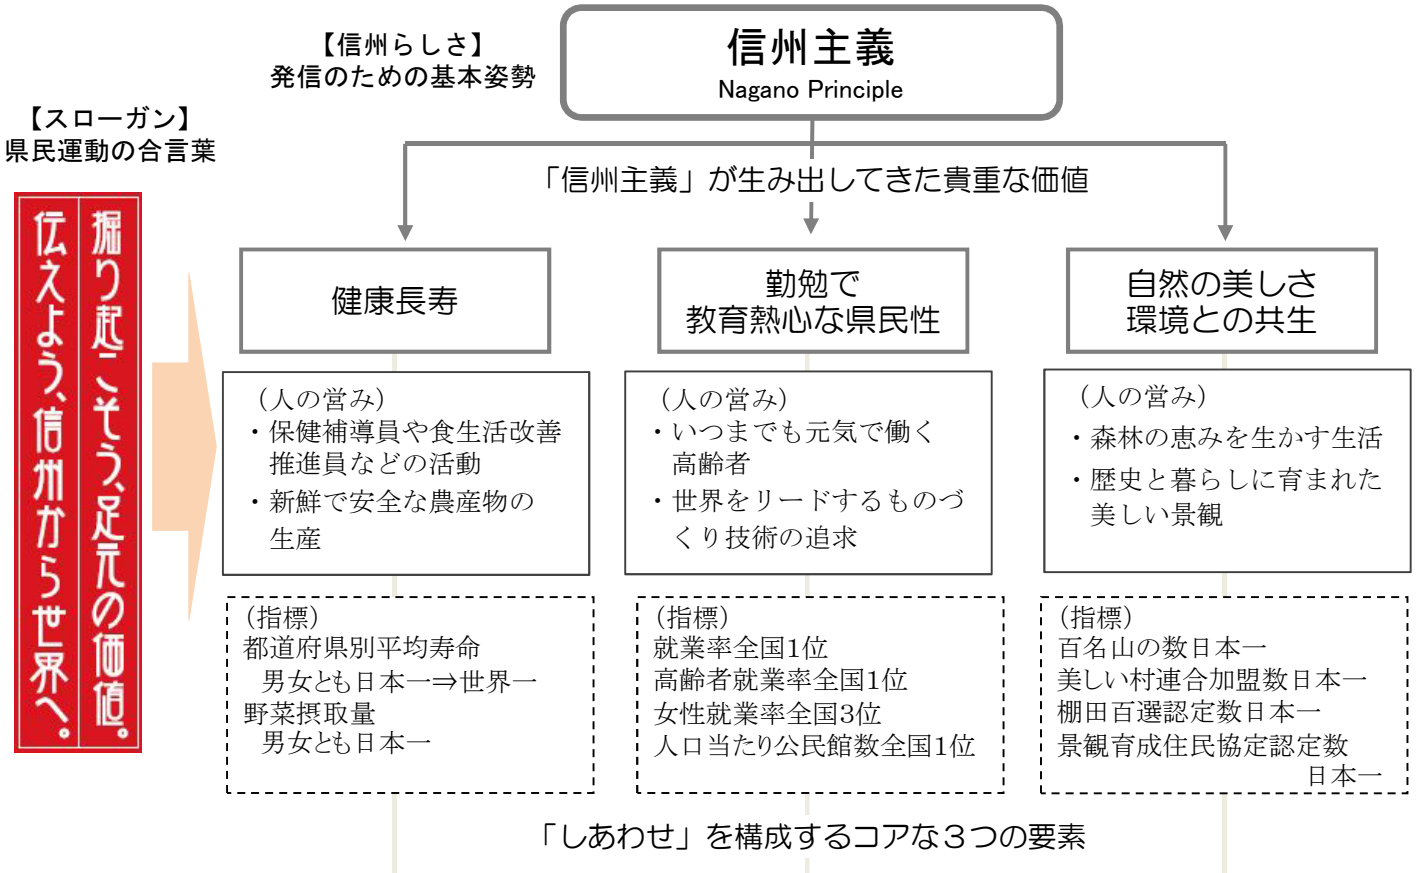 【信州らしさ】
発信のための基本姿勢
信州主義
Nagano Principle
【スローガン】
県民運動の合言葉
掘り起こそう、足元の価値。
伝えよう、信州から世界へ。
「信州主義」が生み出してきた貴重な価値
健康長寿
(人の営み)
・保健補導員や食生活改善
推進員などの活動
・新鮮で安全な農産物の
生産
(指標)
都道府県別平均寿命
男女とも日本一⇒世界一
野菜摂取量
男女とも日本一
勤勉で
教育熱心な県民性
(人の営み)
・いつまでも元気で働く
高齢者
・世界をリードするものづ
くり技術の追求
(指標)
就業率全国1位
高齢者就業率全国1位
女性就業率全国3位
人口当たり公民館数全国1位
自然の美しさ
環境との共生
(人の営み)
・森林の恵みを生かす生活
・歴史と暮らしに育まれた
美しい景観
(指標)
百名山の数日本一
美しい村連合加盟数日本一
棚田百選認定数日本一
景観育成住民協定認定数
日本一
「しあわせ」を構成するコアな３つの要素